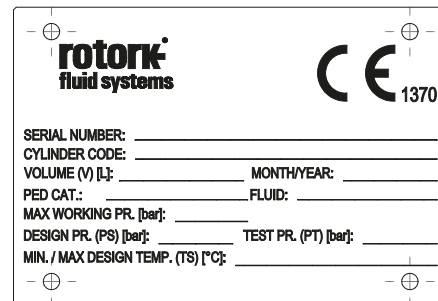 rotork
fluid systems
CE 1370
SERIAL NUMBER:
CYLINDER CODE:
VOLUME (V) [L]: MONTH/YEAR:
PED CAT.: FLUID:
MAX WORKING PR. [bar]:
DESIGN PR. (PS) [bar]: TEST PR. (PT) [bar]:
MIN. / MAX DESIGN TEMP. (TS) [°C]: